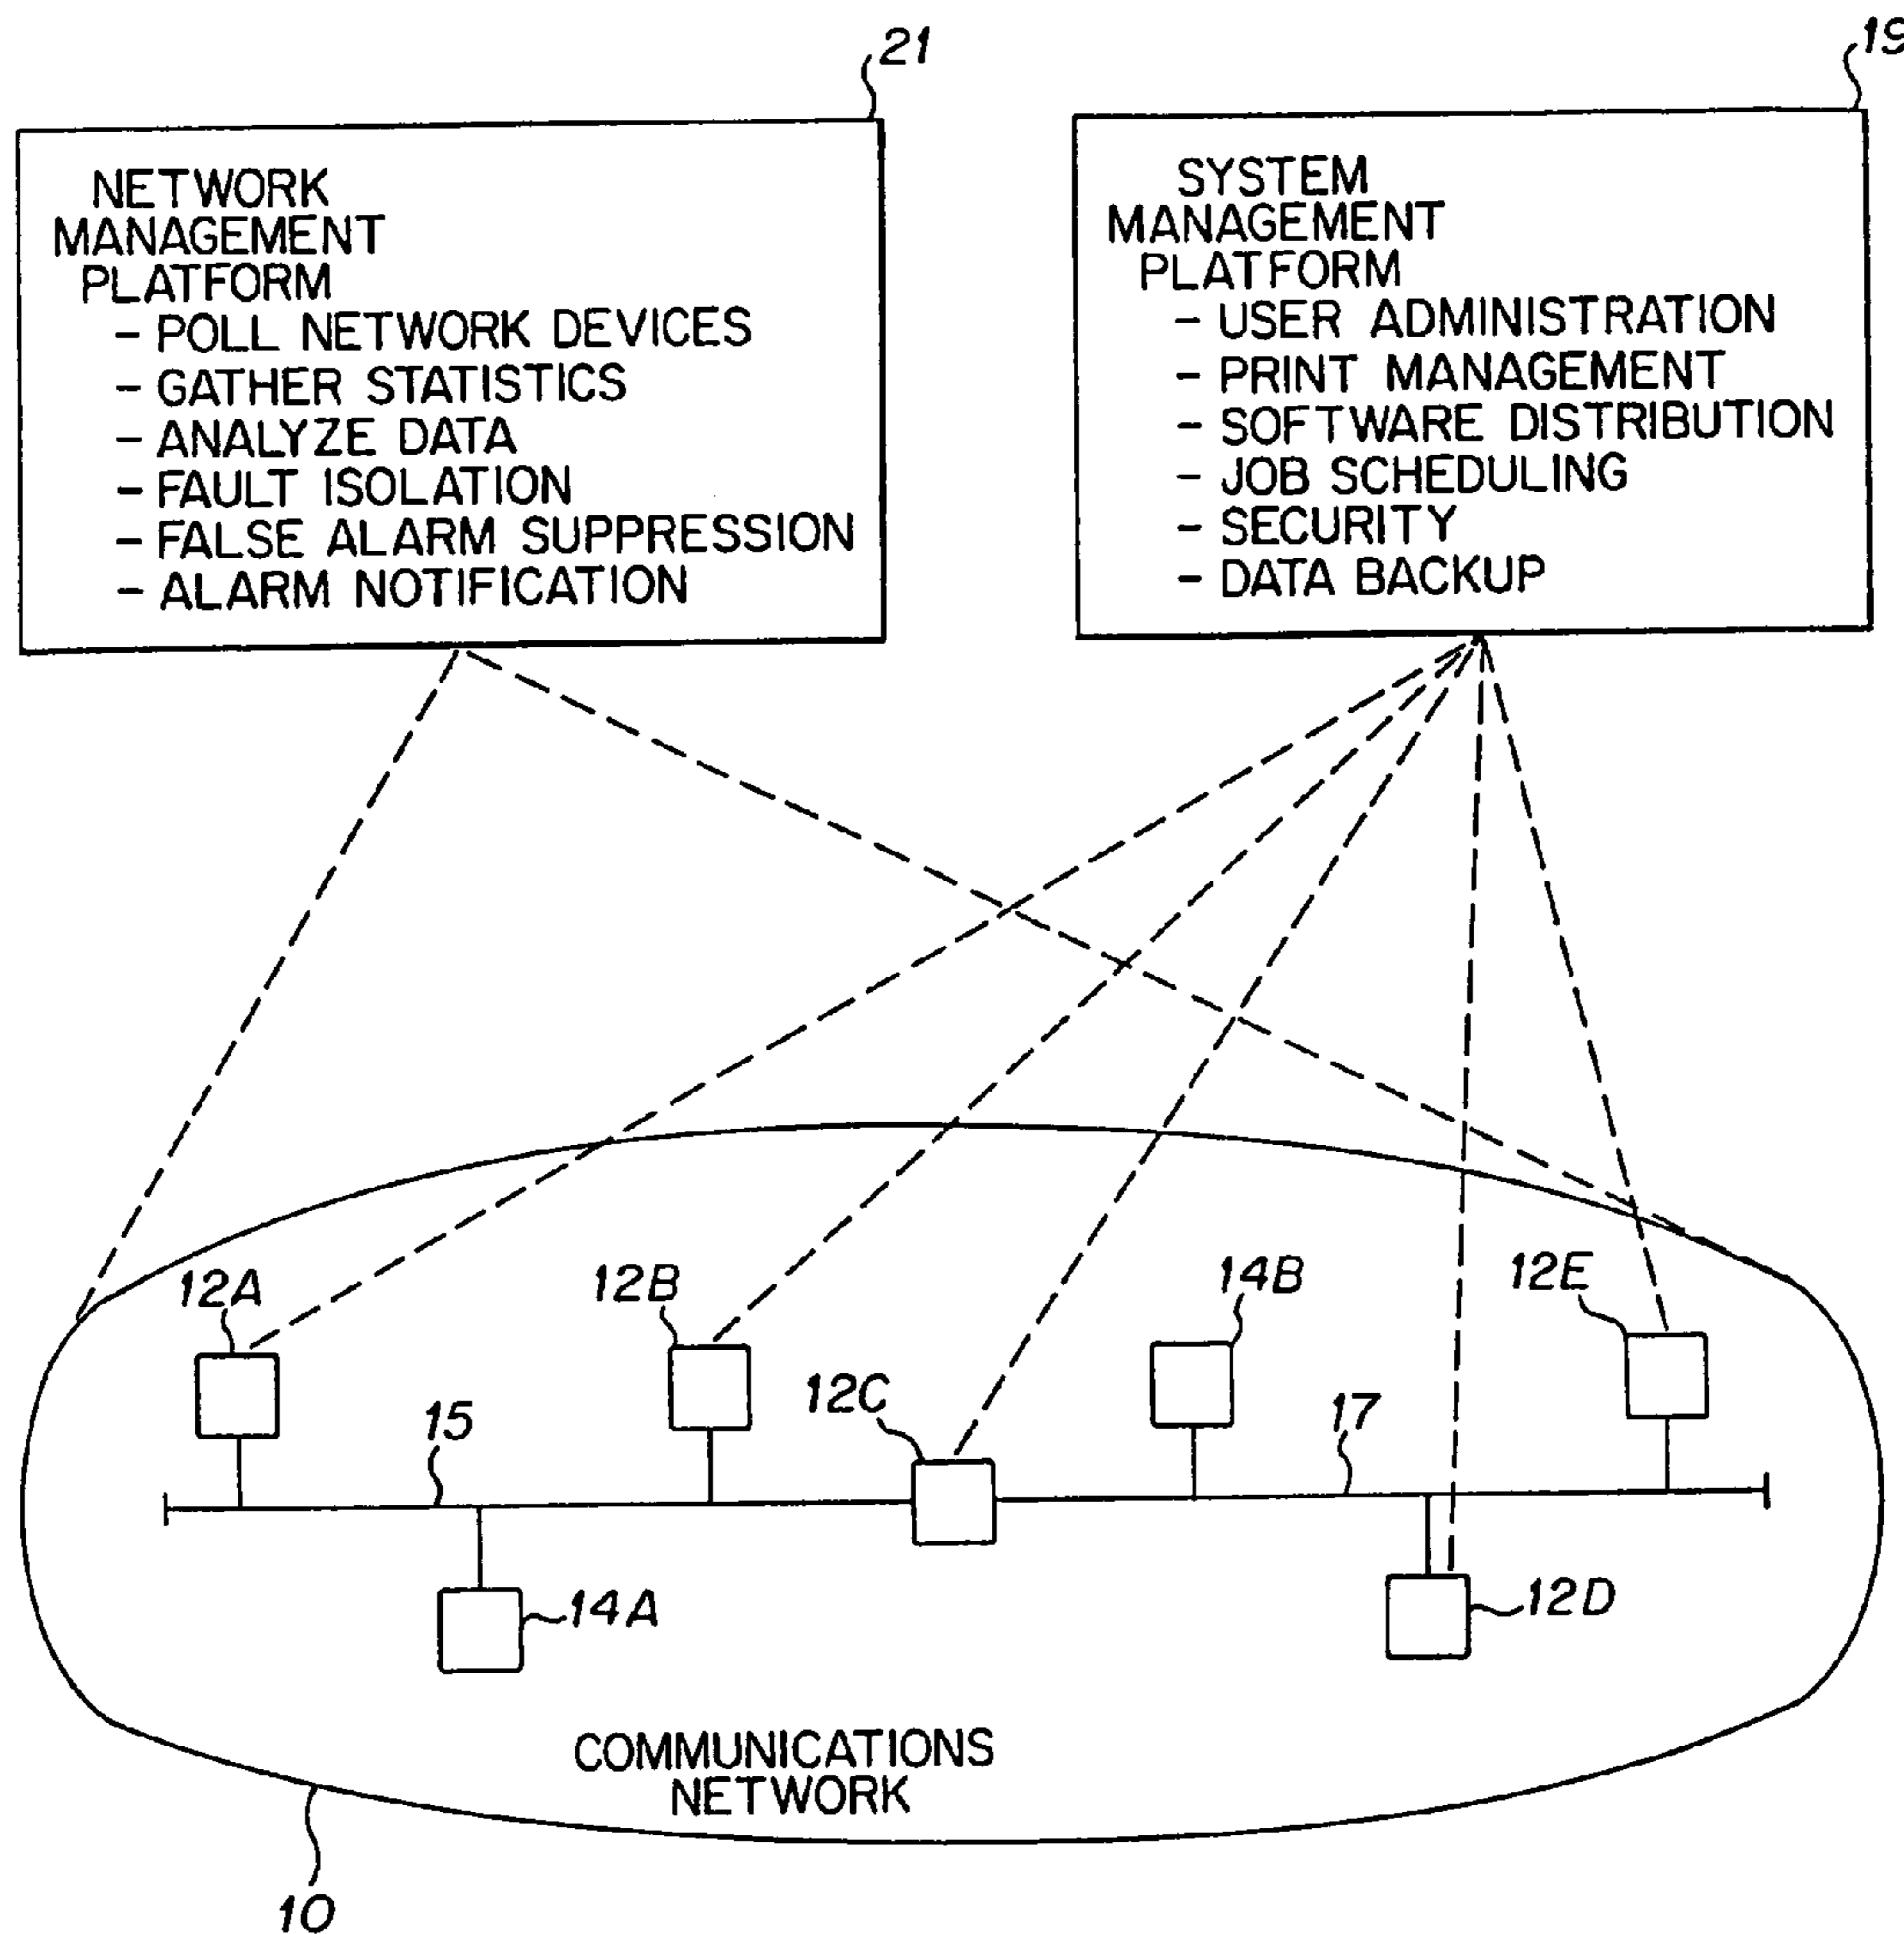 21
19
NETWORK
MANAGEMENT
PLATFORM
- POLL NETWORK DEVICES
- GATHER STATISTICS
- ANALYZE DATA
- FAULT ISOLATION
- FALSE ALARM SUPPRESSION
- ALARM NOTIFICATION
SYSTEM
MANAGEMENT
PLATFORM
- USER ADMINISTRATION
- PRINT MANAGEMENT
- SOFTWARE DISTRIBUTION
- JOB SCHEDULING
- SECURITY
- DATA BACKUP
12A
12B
14B
12E
12C
15
17
14A
12D
COMMUNICATIONS
NETWORK
10